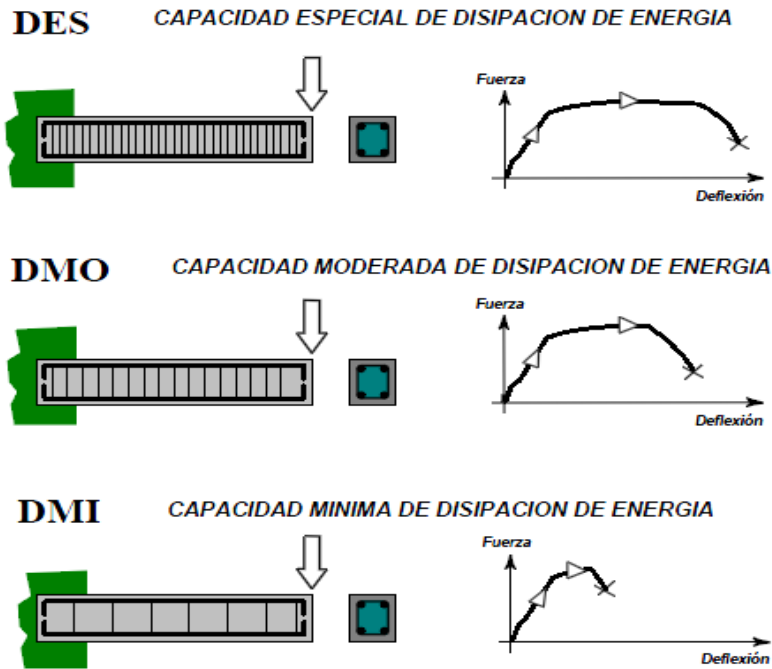 DES CAPACIDAD ESPECIAL DE DISIPACION DE ENERGIA
Fuerza
Deflexión
DMO CAPACIDAD MODERADA DE DISIPACION DE ENERGIA
Fuerza
Deflexión
DMI CAPACIDAD MINIMA DE DISIPACION DE ENERGIA
Fuerza
Deflexión